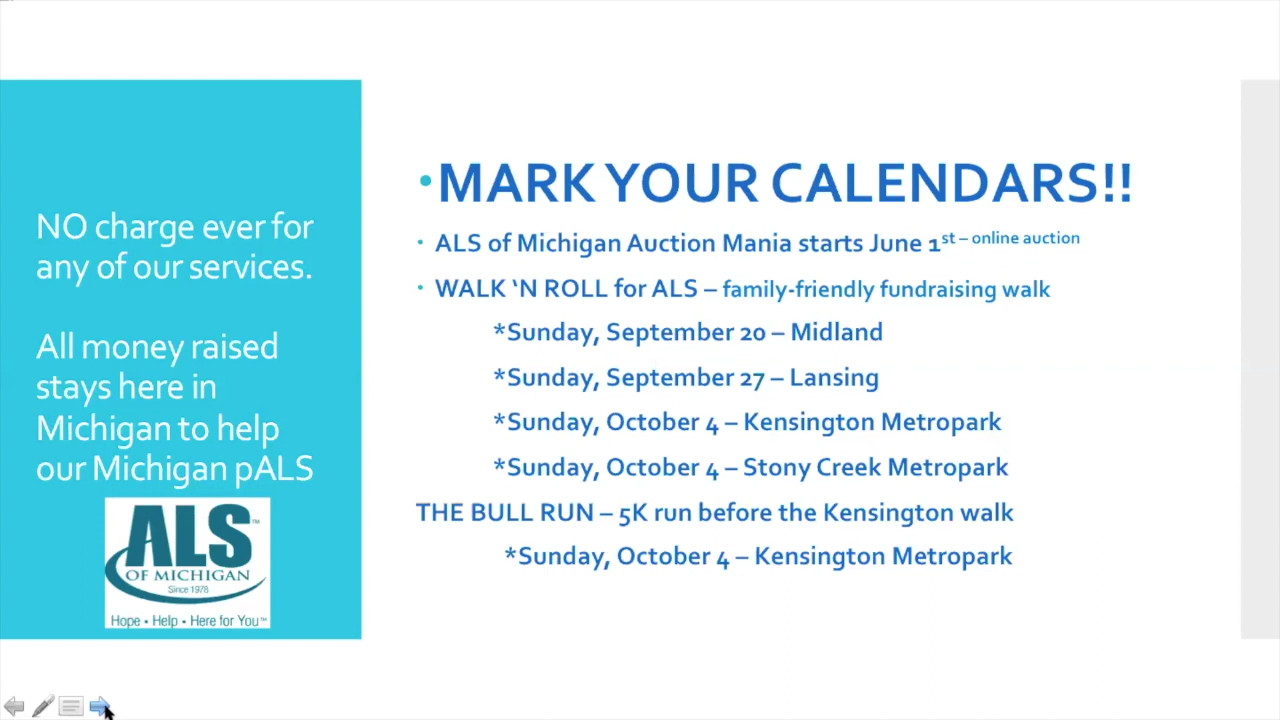 NO charge ever for
any of our services.
All money raised
stays here in
Michigan to help
our Michigan pALS
ALS™
OF MICHIGAN
Since 1978
Hope • Help • Here for You™
•MARK YOUR CALENDARS!!
• ALS of Michigan Auction Mania starts June 1st – online auction
• WALK ‘N ROLL for ALS – family-friendly fundraising walk
*Sunday, September 20 – Midland
*Sunday, September 27 – Lansing
*Sunday, October 4 – Kensington Metropark
*Sunday, October 4 – Stony Creek Metropark
THE BULL RUN – 5K run before the Kensington walk
*Sunday, October 4 – Kensington Metropark